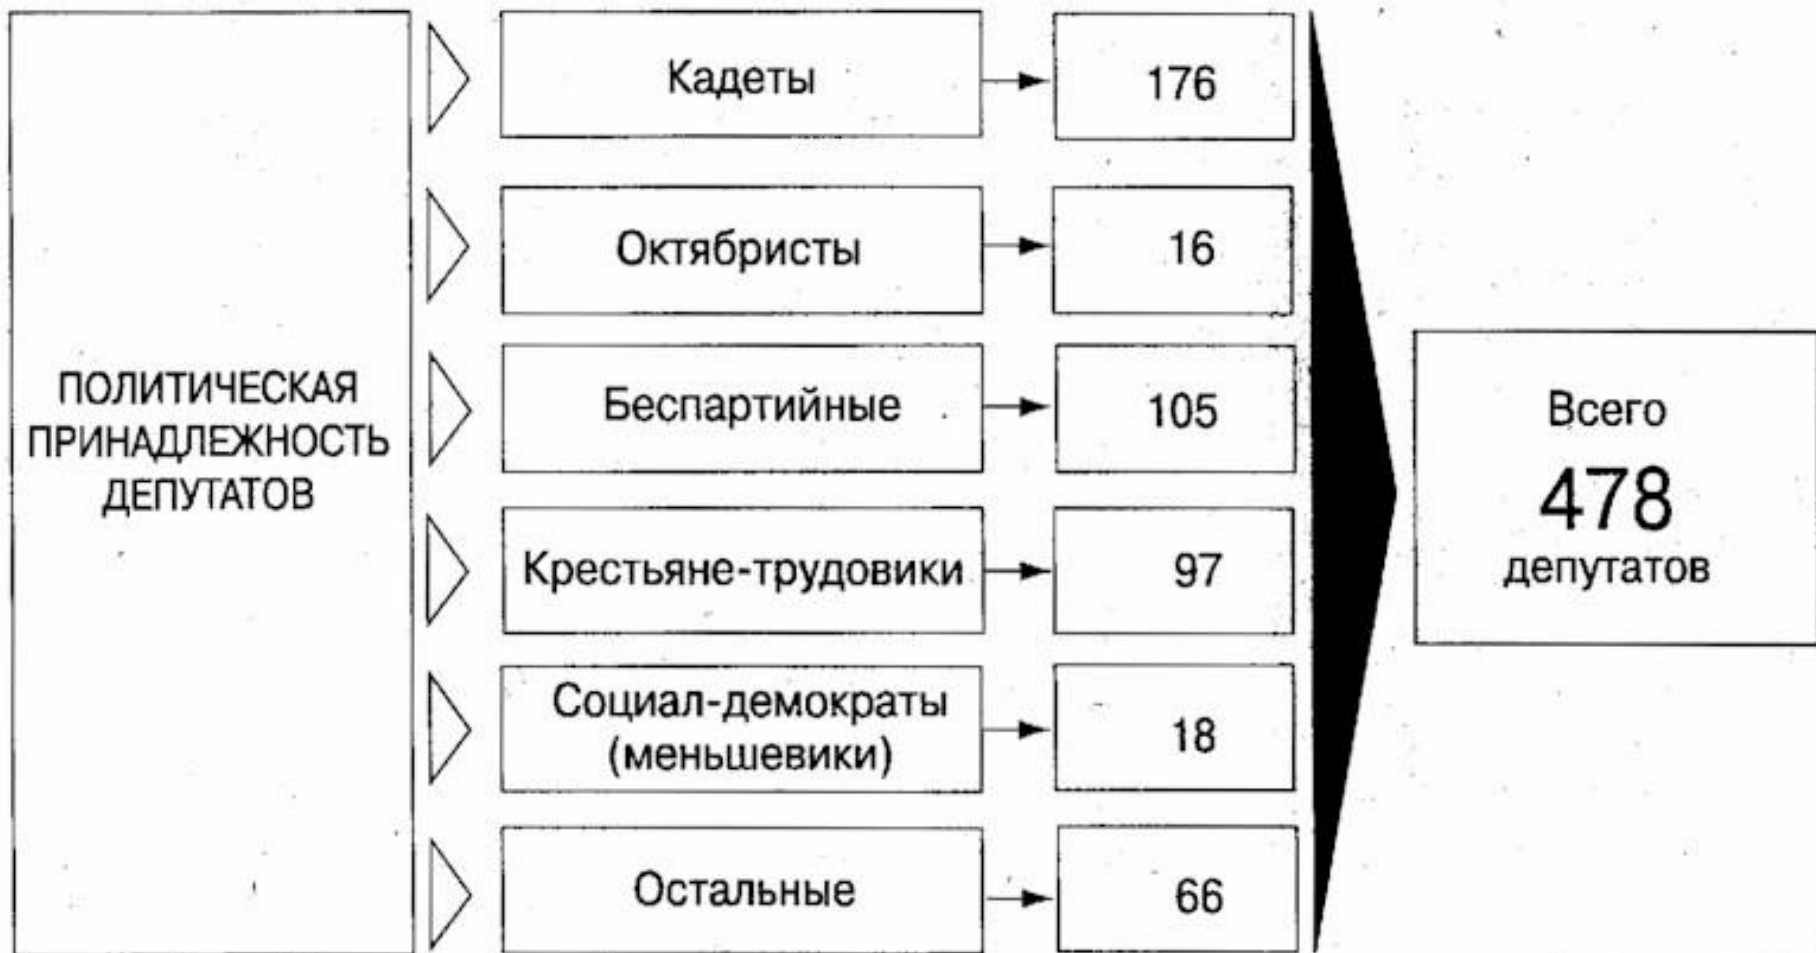 ПОЛИТИЧЕСКАЯ
ПРИНАДЛЕЖНОСТЬ
ДЕПУТАТОВ
Кадеты
176
Октябристы
16
Беспартийные
105
Крестьяне-трудовики
97
Социал-демократы
(меньшевики)
18
Остальные
66
Всего
478
депутатов